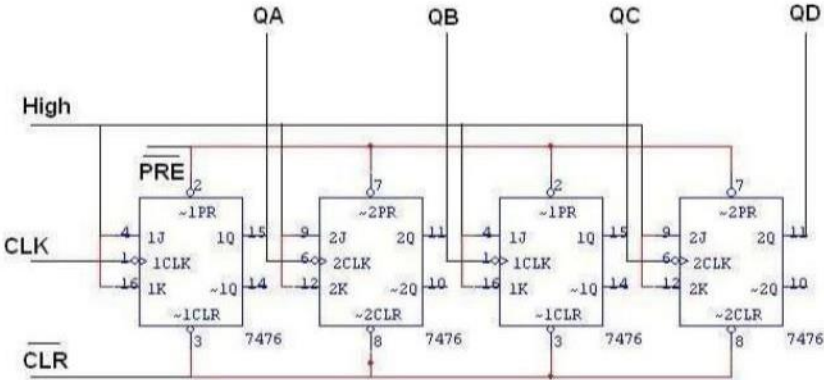 QA QB QC QD
High
PRE
2 7 2 7
~1PR ~2PR ~1PR ~2PR
4 1J 1Q 15 9 2J 2Q 11 4 1J 1Q 15 9 2J 2Q 11
CLK 1 1CLK 6 2CLK 1 1CLK 6 2CLK
16 1K ~1Q 14 12 2K ~2Q 10 16 1K ~1Q 14 12 2K ~2Q 10
~1CLR ~2CLR ~1CLR ~2CLR
3 7476 8 7476 3 7476 8 7476
CLR